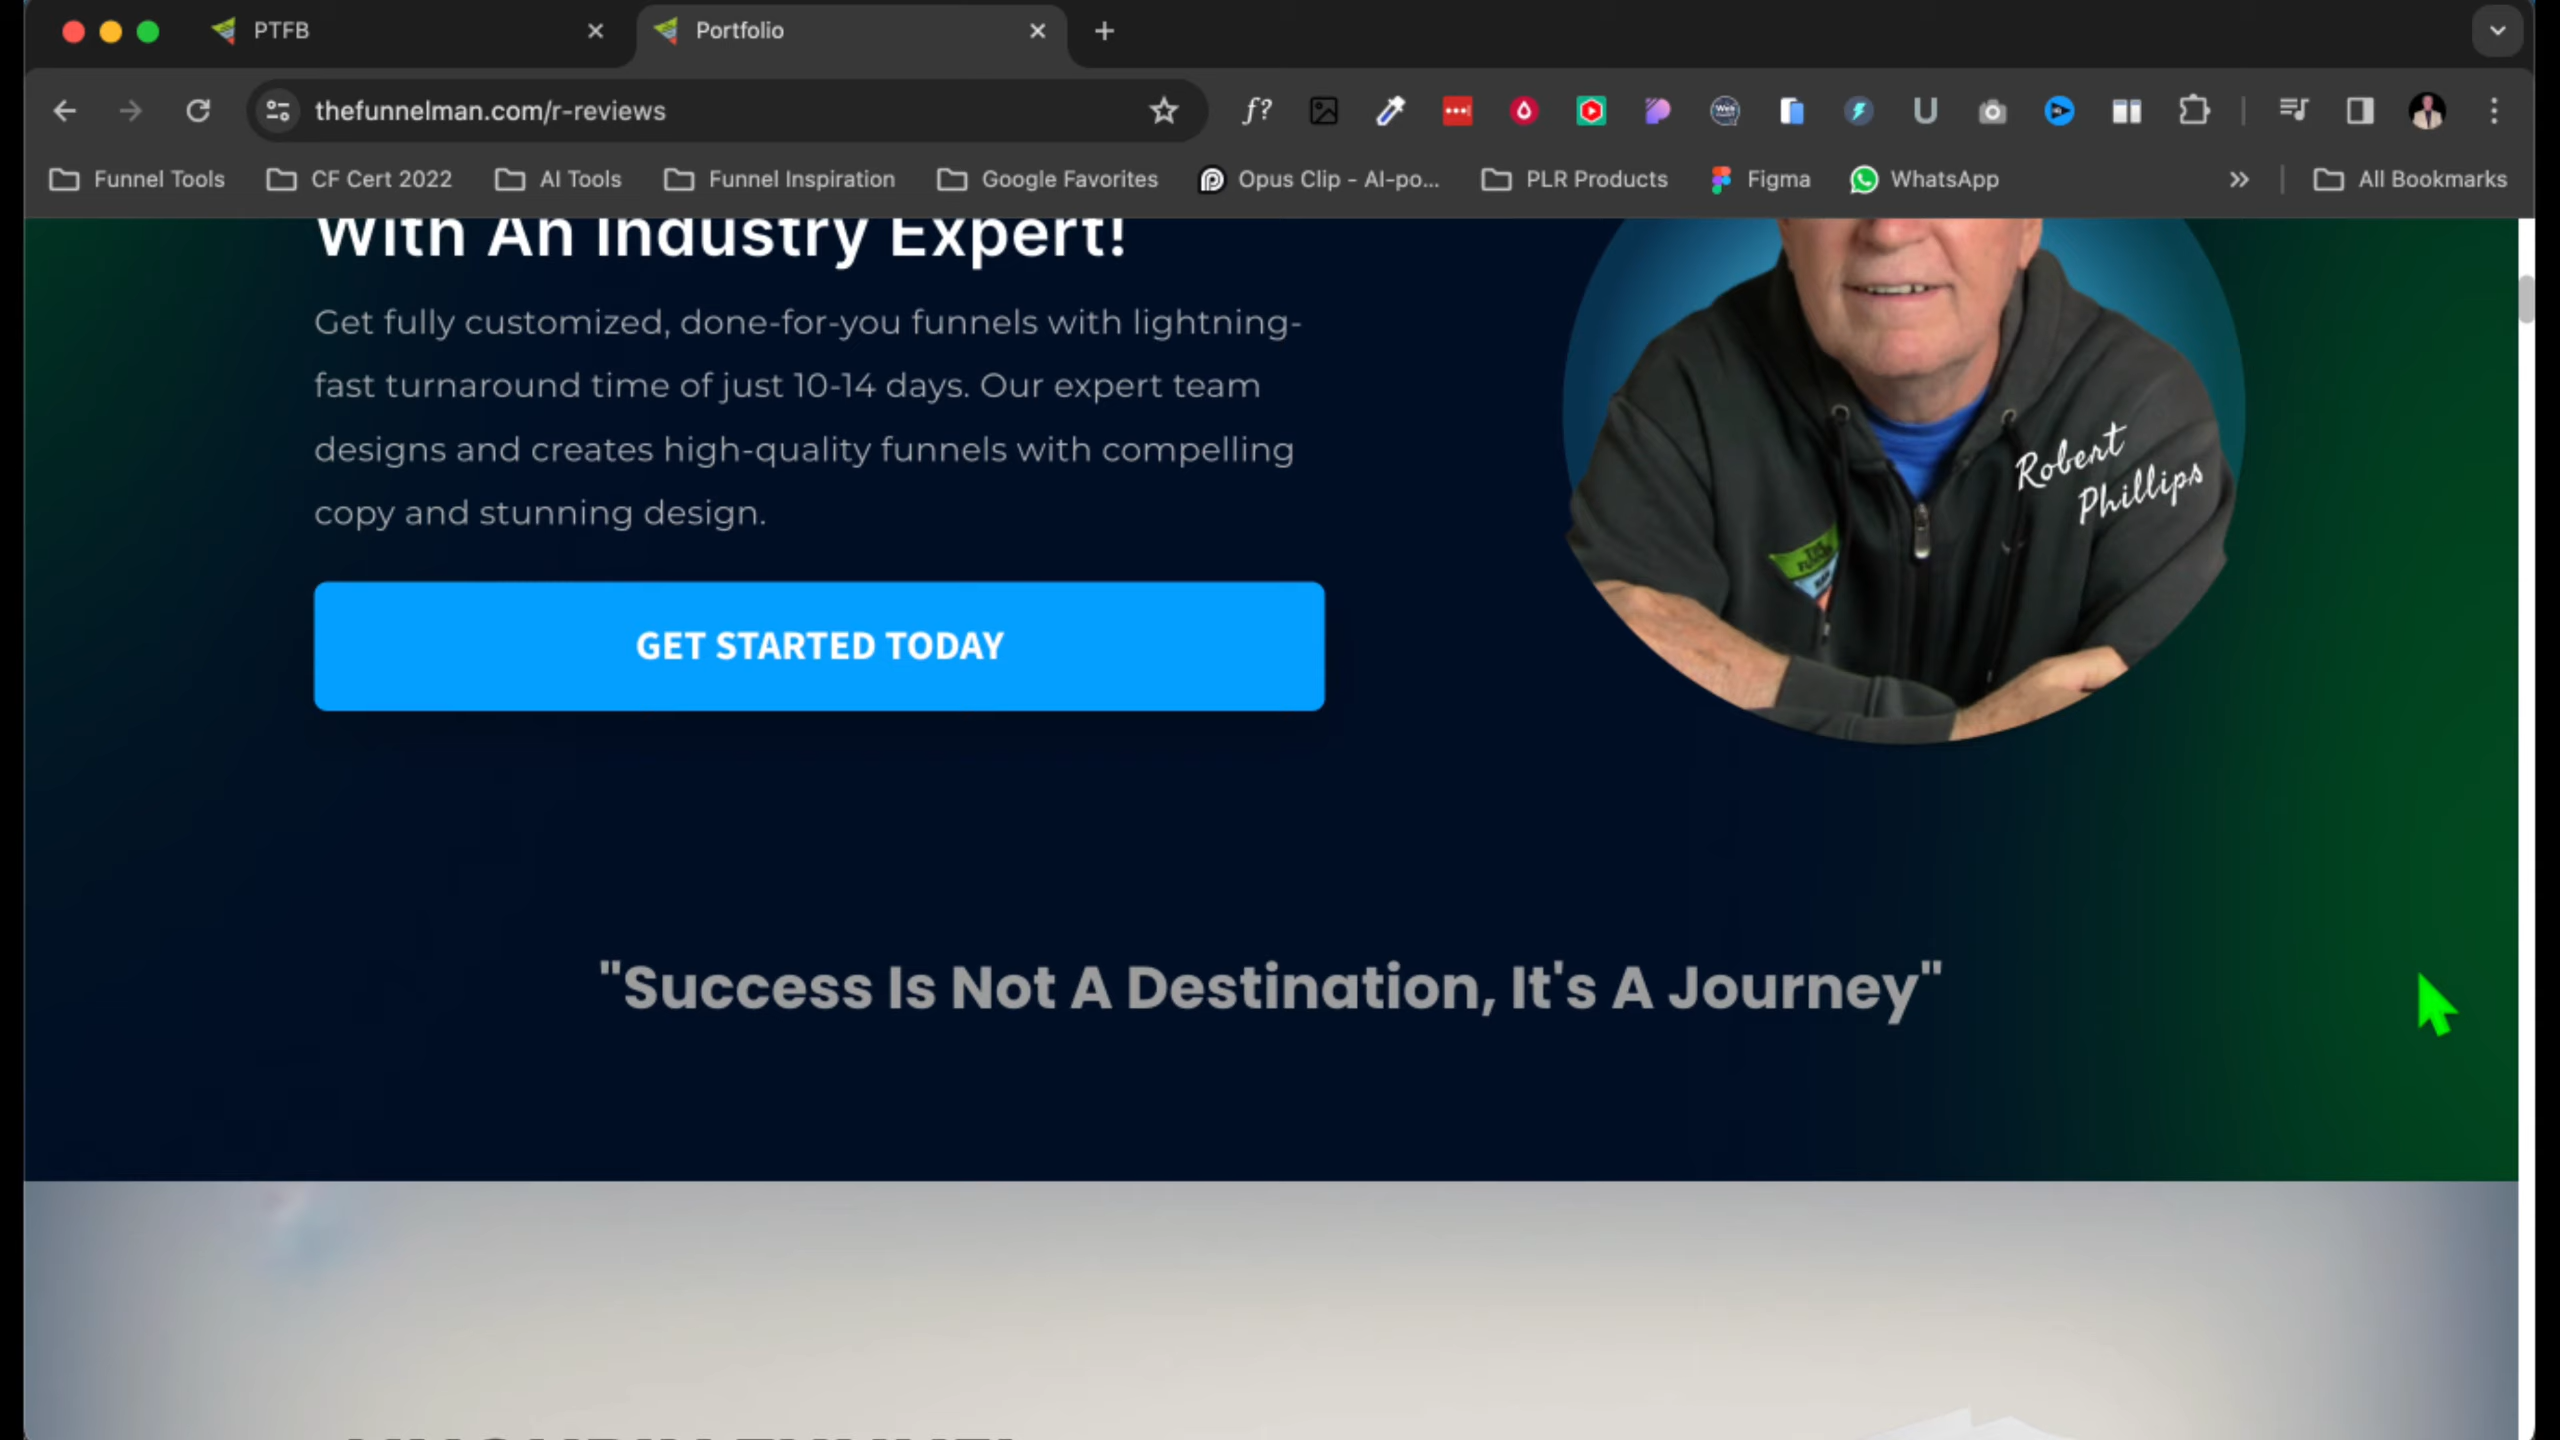 PTFB
Portfolio
thefunnelman.com/r-reviews
f?
Funnel Tools
CF Cert 2022
AI Tools
Funnel Inspiration
Google Favorites
Opus Clip - AI-po...
PLR Products
Figma
WhatsApp
All Bookmarks
With An Industry Expert!
Get fully customized, done-for-you funnels with lightning-
fast turnaround time of just 10-14 days. Our expert team
designs and creates high-quality funnels with compelling
copy and stunning design.
GET STARTED TODAY
Robert
Phillips
"Success Is Not A Destination, It's A Journey"